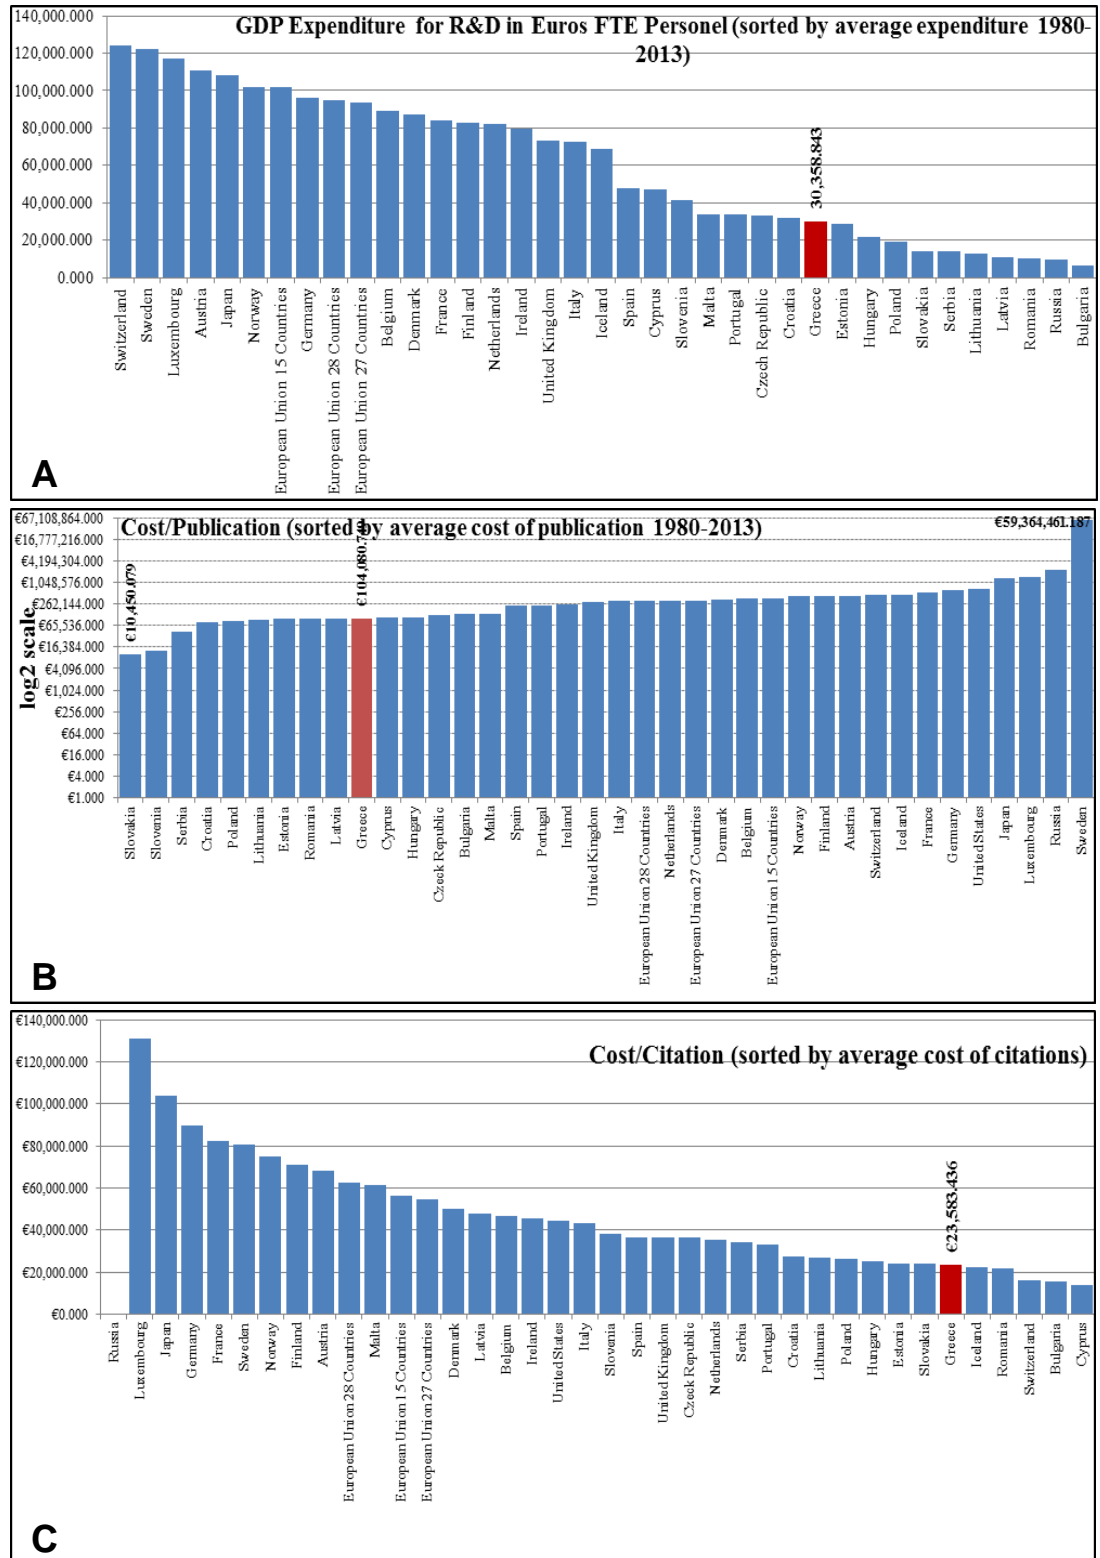 GDP Expenditure for R&D in Euros FTE Personel (sorted by average expenditure 1980-
2013)
140,000.000
120,000.000
100,000.000
80,000.000
60,000.000
40,000.000
20,000.000
0.000
30,358.843
Switzerland
Sweden
Luxembourg
Austria
Japan
Norway
European Union 15 Countries
Germany
European Union 28 Countries
European Union 27 Countries
Belgium
Denmark
France
Finland
Netherlands
Ireland
United Kingdom
Italy
Iceland
Spain
Cyprus
Slovenia
Malta
Portugal
Czech Republic
Croatia
Greece
Estonia
Hungary
Poland
Slovakia
Serbia
Lithuania
Latvia
Romania
Russia
Bulgaria
A
Cost/Publication (sorted by average cost of publication 1980-2013)
log2 scale
€67,108,864.000
€16,777,216.000
€4,194,304.000
€1,048,576.000
€262,144.000
€65,536.000
€16,384.000
€4,096.000
€1,024.000
€256.000
€64.000
€16.000
€4.000
€1.000
€10,450.079
€59,364,461.187
Slovakia
Slovenia
Serbia
Croatia
Poland
Lithuania
Estonia
Romania
Latvia
Greece
Cyprus
Hungary
Czeck Republic
Bulgaria
Malta
Spain
Portugal
Ireland
United Kingdom
Italy
European Union 28 Countries
Netherlands
European Union 27 Countries
Denmark
Belgium
European Union 15 Countries
Norway
Finland
Austria
Switzerland
Iceland
France
Germany
United States
Japan
Luxembourg
Russia
Sweden
B
Cost/Citation (sorted by average cost of citations)
€140,000.000
€120,000.000
€100,000.000
€80,000.000
€60,000.000
€40,000.000
€20,000.000
€0.000
€23,583.436
Russia
Luxembourg
Japan
Germany
France
Sweden
Norway
Finland
Austria
European Union 28 Countries
Malta
European Union 15 Countries
European Union 27 Countries
Denmark
Latvia
Belgium
Ireland
United States
Italy
Slovenia
Spain
United Kingdom
Czeck Republic
Netherlands
Serbia
Portugal
Croatia
Lithuania
Poland
Hungary
Estonia
Slovakia
Greece
Iceland
Romania
Switzerland
Bulgaria
Cyprus
C